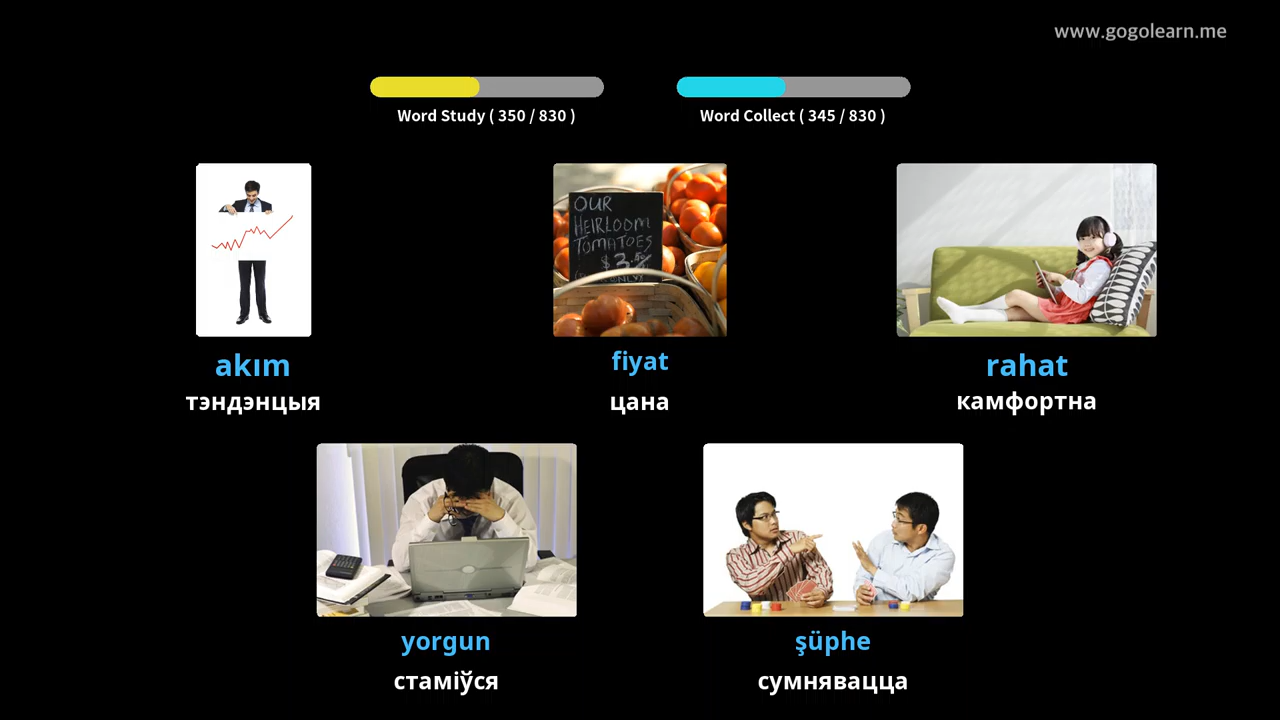 www.gogolearn.me
Word Study ( 350 / 830 )
Word Collect ( 345 / 830 )
OUR
HEIRLOOM
TOMATOES
akım
тэндэнцыя
fiyat
цана
rahat
камфортна
yorgun
стаміўся
şüphe
сумнявацца